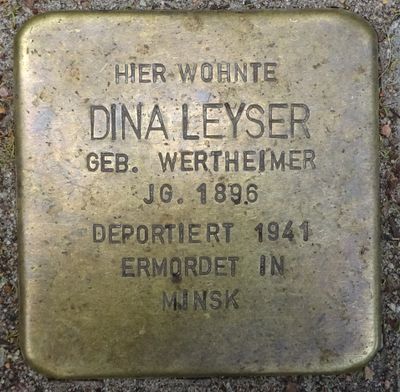 HIER WOHNTE
DINA LEYSER
GEB. WERTHEIMER
JG. 1896
DEPORTIERT 1941
ERMORDET IN
MINSK